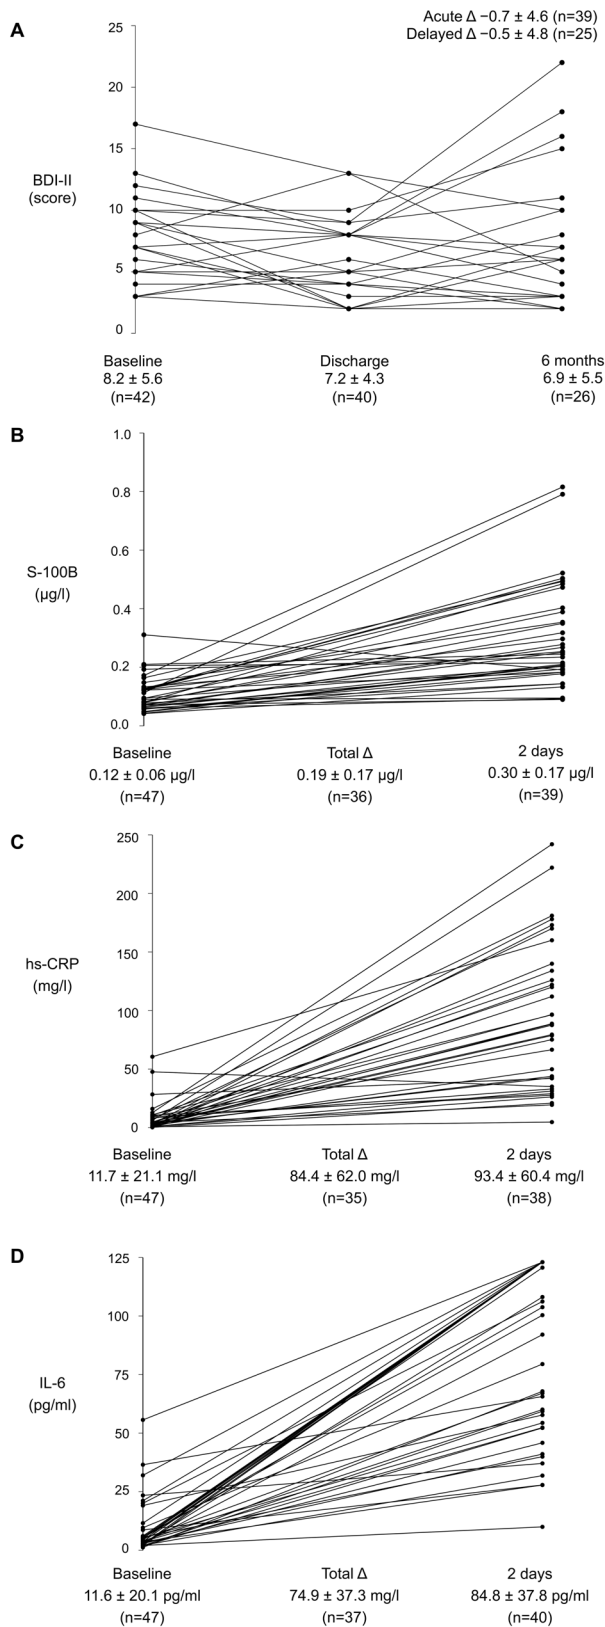 A
Acute Δ −0.7 ± 4.6 (n=39)
Delayed Δ −0.5 ± 4.8 (n=25)
25
20
15
10
5
0
BDI-II
(score)
Baseline
8.2 ± 5.6
(n=42)
Discharge
7.2 ± 4.3
(n=40)
6 months
6.9 ± 5.5
(n=26)
B
1.0
0.8
0.6
0.4
0.2
0.0
S-100B
(µg/l)
Baseline
0.12 ± 0.06 µg/l
(n=47)
Total Δ
0.19 ± 0.17 µg/l
(n=36)
2 days
0.30 ± 0.17 µg/l
(n=39)
C
250
200
150
100
50
0
hs-CRP
(mg/l)
Baseline
11.7 ± 21.1 mg/l
(n=47)
Total Δ
84.4 ± 62.0 mg/l
(n=35)
2 days
93.4 ± 60.4 mg/l
(n=38)
D
125
100
75
50
25
0
IL-6
(pg/ml)
Baseline
11.6 ± 20.1 pg/ml
(n=47)
Total Δ
74.9 ± 37.3 mg/l
(n=37)
2 days
84.8 ± 37.8 pg/ml
(n=40)